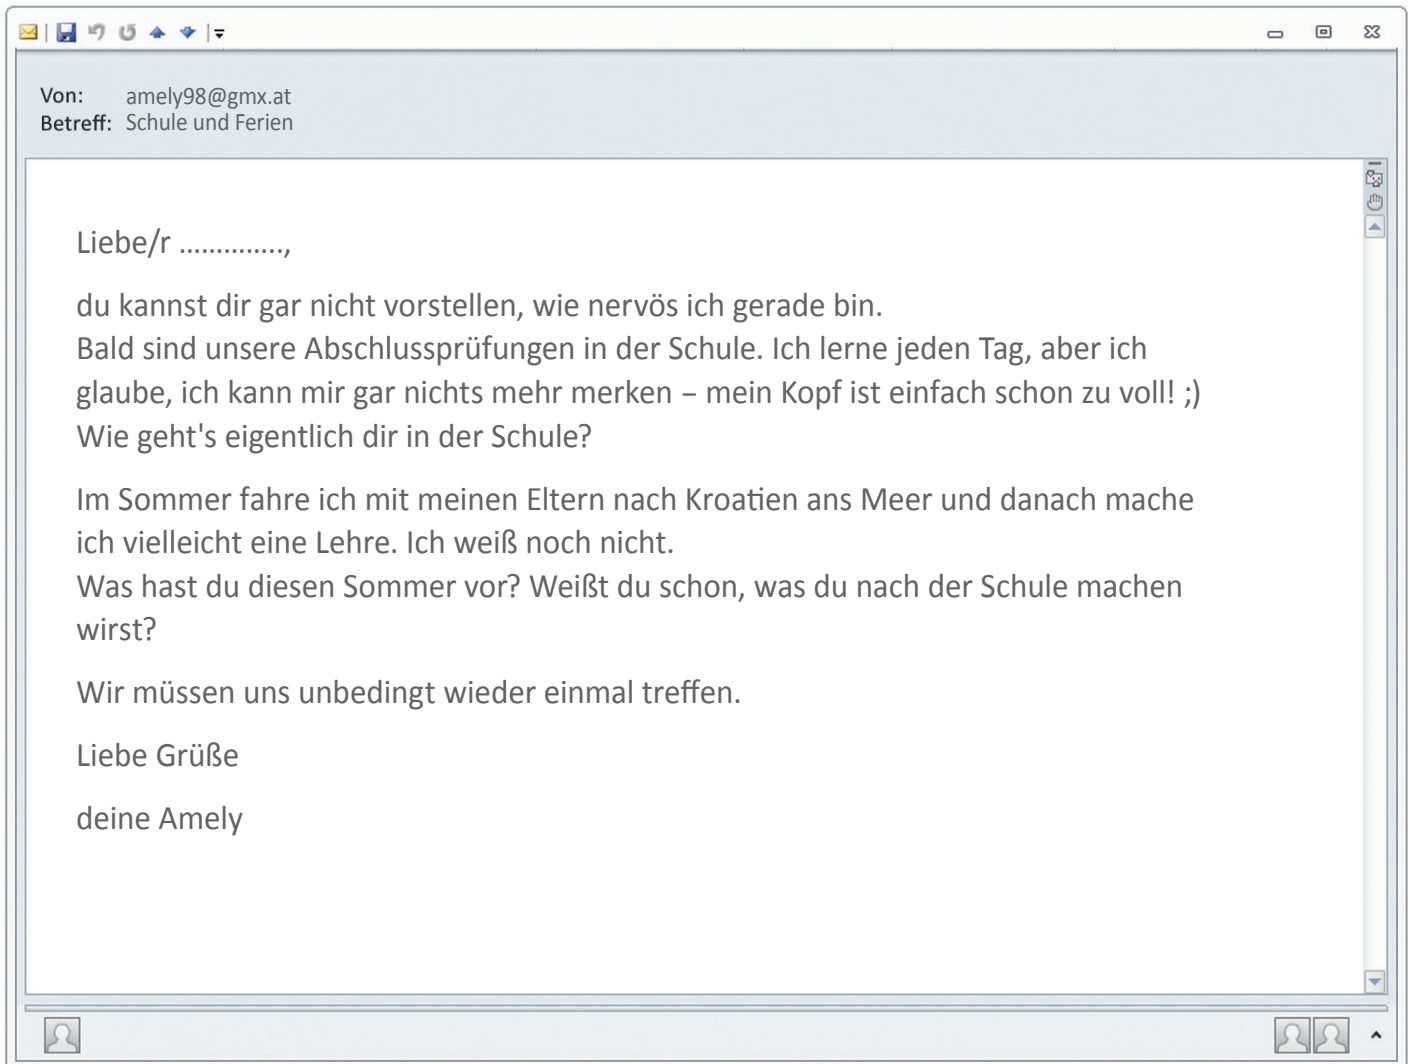 Von: amely98@gmx.at
Betreff: Schule und Ferien
Liebe/r ..............,
du kannst dir gar nicht vorstellen, wie nervös ich gerade bin.
Bald sind unsere Abschlussprüfungen in der Schule. Ich lerne jeden Tag, aber ich
glaube, ich kann mir gar nichts mehr merken – mein Kopf ist einfach schon zu voll! ;)
Wie geht's eigentlich dir in der Schule?
Im Sommer fahre ich mit meinen Eltern nach Kroatien ans Meer und danach mache
ich vielleicht eine Lehre. Ich weiß noch nicht.
Was hast du diesen Sommer vor? Weißt du schon, was du nach der Schule machen
wirst?
Wir müssen uns unbedingt wieder einmal treffen.
Liebe Grüße
deine Amely